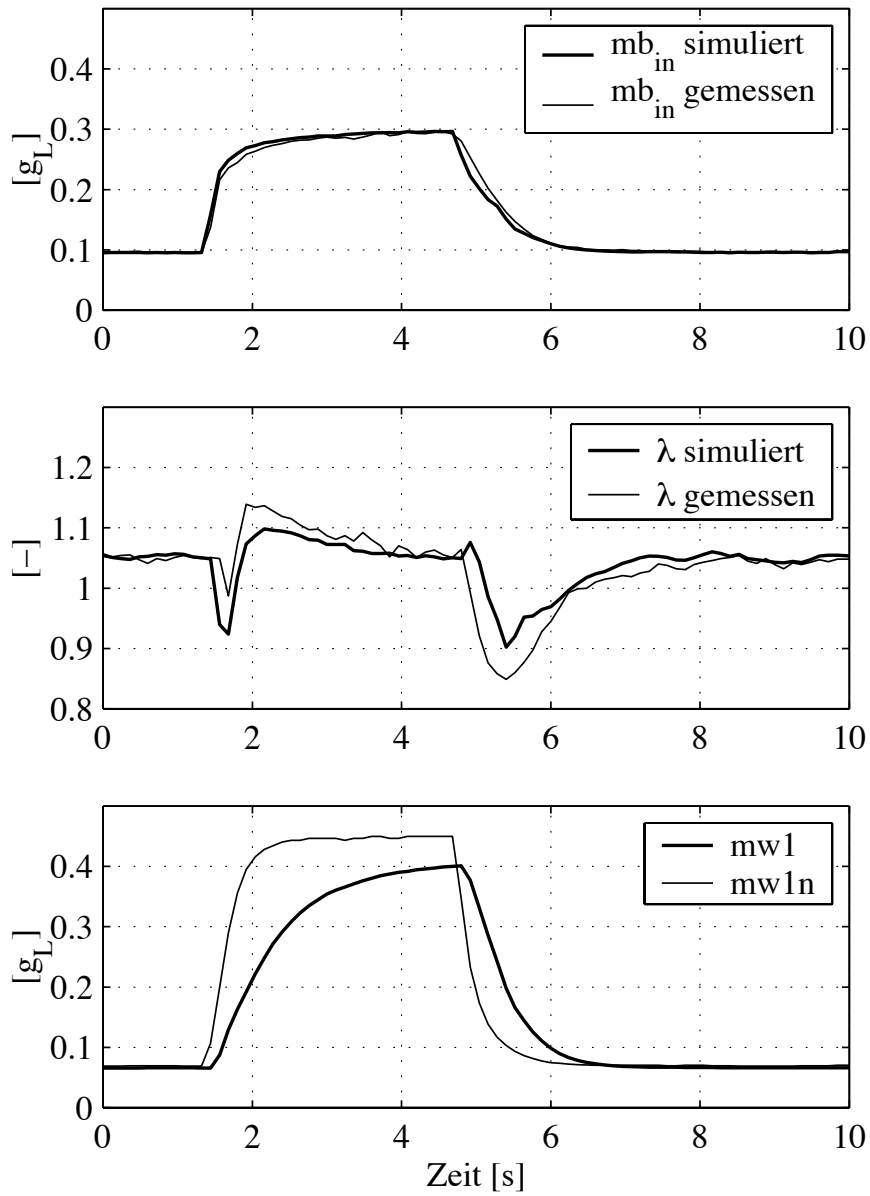 mb_in simuliert
mb_in gemessen
[g_L]
0.4
0.3
0.2
0.1
0
0 2 4 6 8 10
λ simuliert
λ gemessen
[−]
1.2
1.1
1
0.9
0.8
0 2 4 6 8 10
mw1
mw1n
[g_L]
0.4
0.3
0.2
0.1
0
0 2 4 6 8 10
Zeit [s]